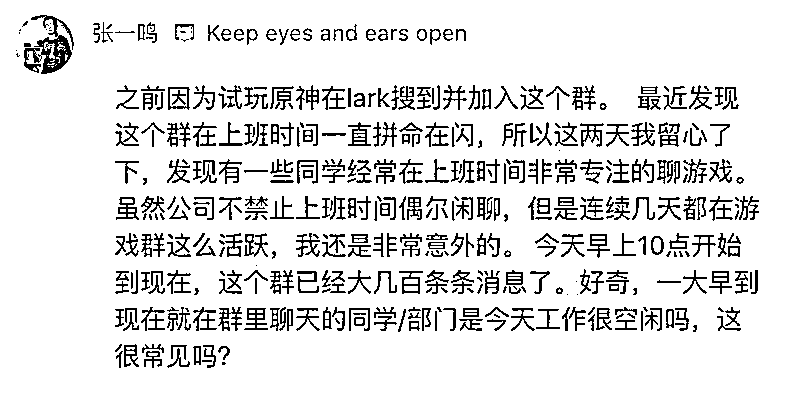 张一鸣 Keep eyes and ears open
之前因为试玩原神在lark搜到并加入这个群。 最近发现
这个群在上班时间一直拼命在闪，所以这两天我留心了
下，发现有一些同学经常在上班时间非常专注的聊游戏。
虽然公司不禁止上班时间偶尔闲聊，但是连续几天都在游
戏群这么活跃，我还是非常意外的。 今天早上10点开始
到现在，这个群已经大几百条条消息了。好奇，一大早到
现在就在群里聊天的同学/部门是今天工作很空闲吗，这
很常见吗?